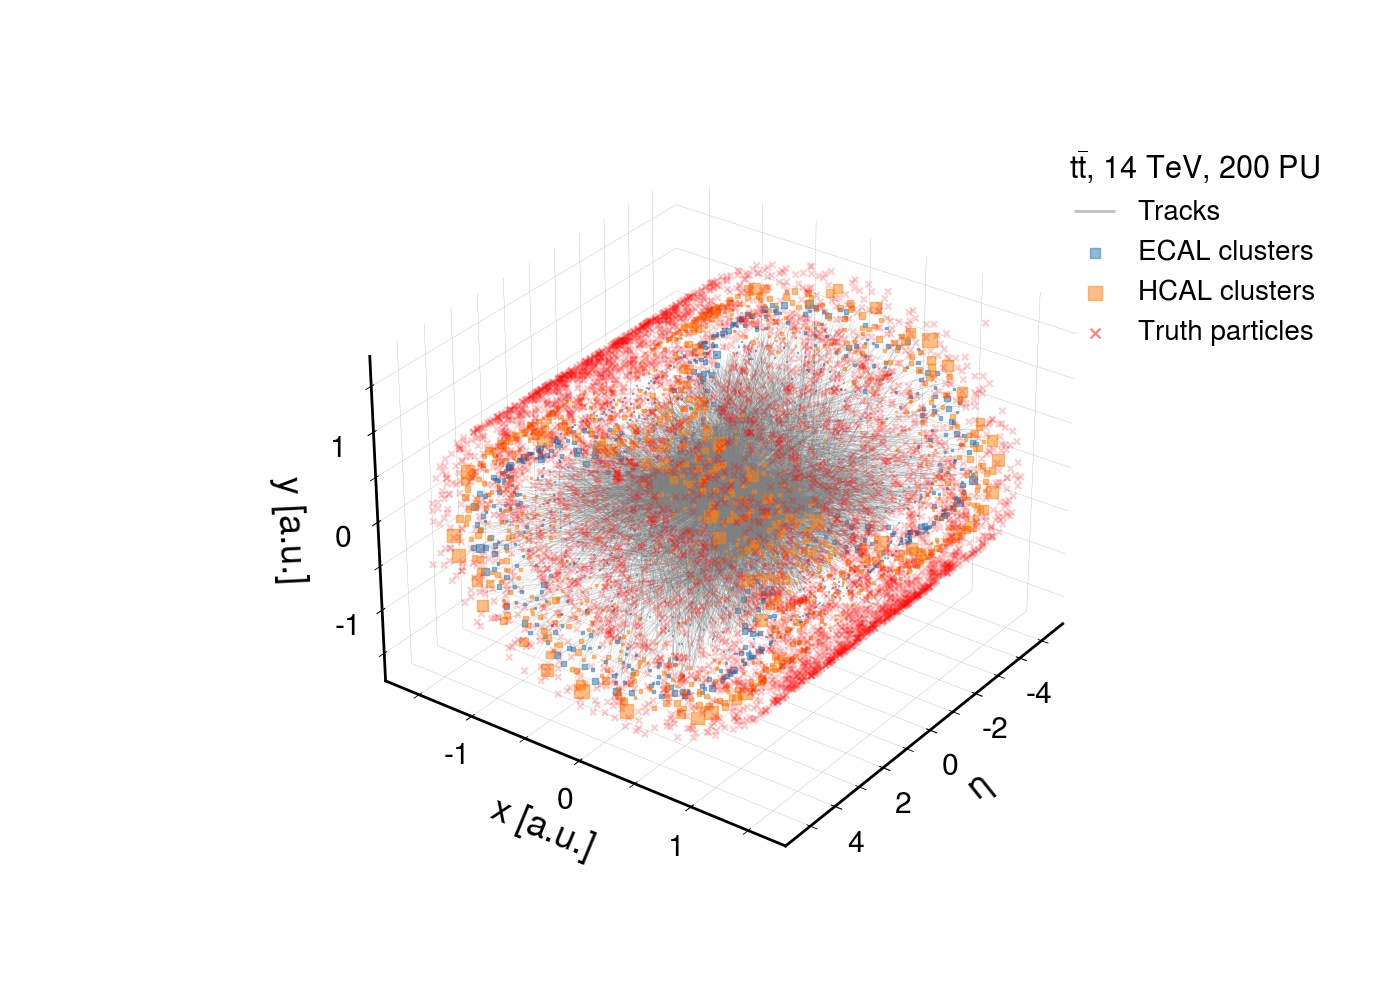 tt̄, 14 TeV, 200 PU
Tracks
ECAL clusters
HCAL clusters
Truth particles
1
0
-1
y [a.u.]
-1
0
1
x [a.u.]
-4
-2
0
2
4
η